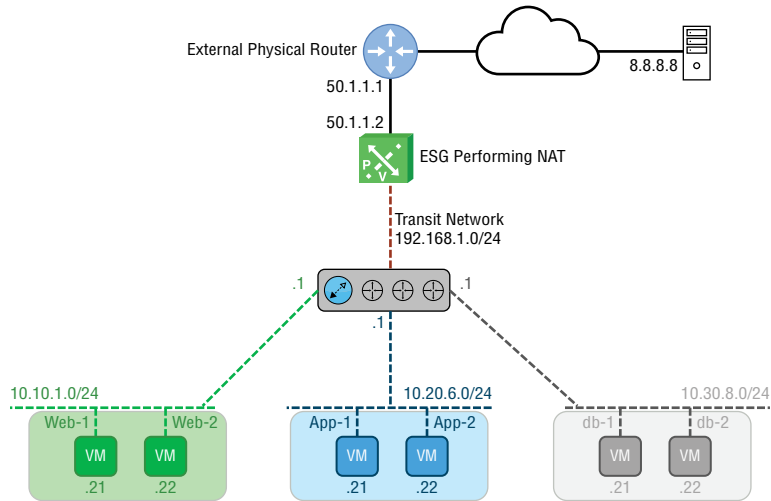 External Physical Router
8.8.8.8
50.1.1.1
50.1.1.2
ESG Performing NAT
P
V
Transit Network
192.168.1.0/24
.1
.1
.1
10.10.1.0/24
10.20.6.0/24
10.30.8.0/24
Web-1
Web-2
App-1
App-2
db-1
db-2
VM
VM
VM
VM
VM
VM
.21
.22
.21
.22
.21
.22